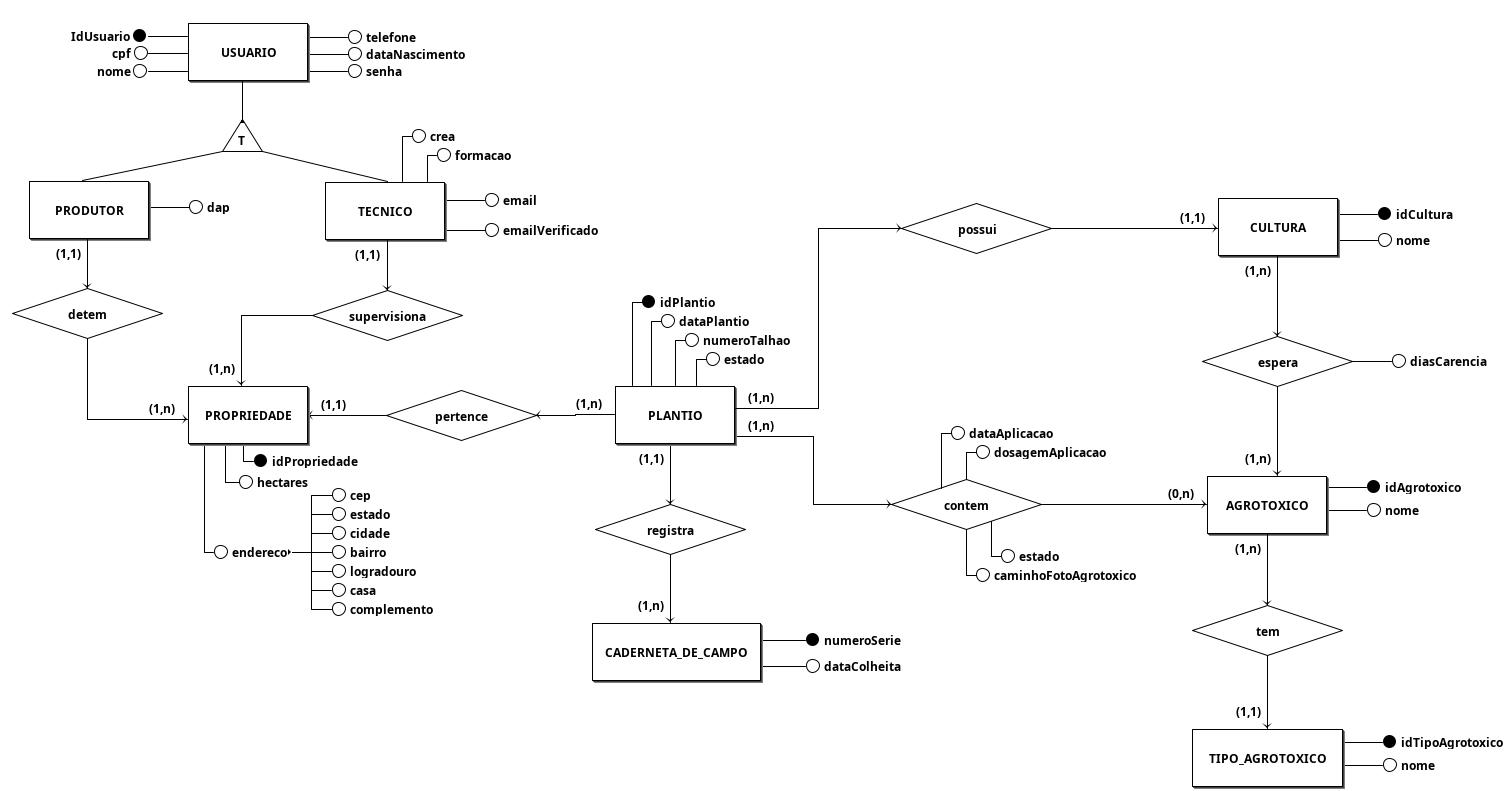 IdUsuario
cpf
nome
USUARIO
telefone
dataNascimento
senha
T
crea
formacao
PRODUTOR
dap
TECNICO
email
emailVerificado
(1,1)
(1,1)
detem
supervisiona
(1,n)
(1,n)
PROPRIEDADE
(1,1)
pertence
(1,n)
idPropriedade
hectares
endereco
cep
estado
cidade
bairro
logradouro
casa
complemento
idPlantio
dataPlantio
numeroTalhao
estado
PLANTIO
(1,n)
(1,n)
(1,1)
registra
(1,n)
CADERNETA_DE_CAMPO
numeroSerie
dataColheita
possui
(1,1)
CULTURA
idCultura
nome
(1,n)
espera
diasCarencia
(1,n)
dataAplicacao
dosagemAplicacao
contem
(0,n)
estado
caminhoFotoAgrotoxico
AGROTOXICO
idAgrotoxico
nome
(1,n)
tem
(1,1)
TIPO_AGROTOXICO
idTipoAgrotoxico
nome